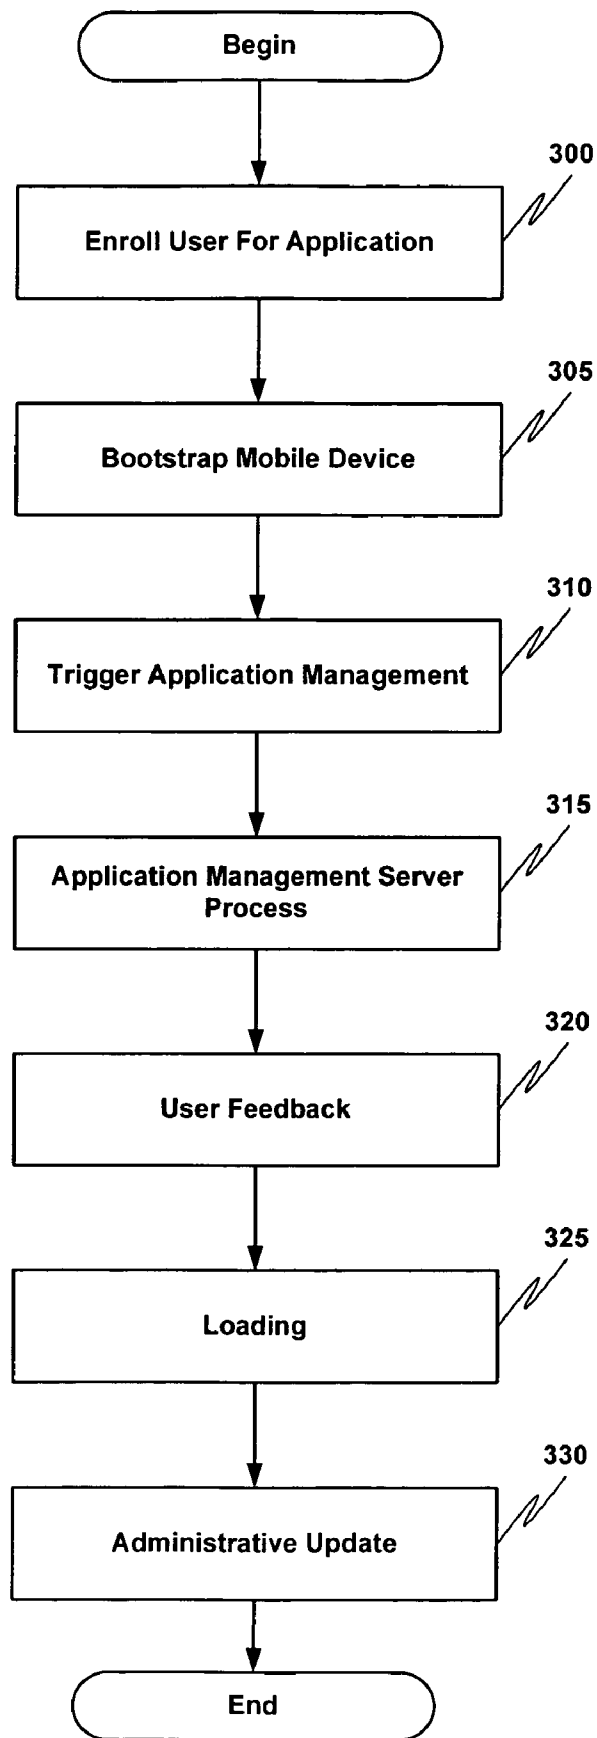 Begin
300
Enroll User For Application
305
Bootstrap Mobile Device
310
Trigger Application Management
315
Application Management Server
Process
320
User Feedback
325
Loading
330
Administrative Update
End